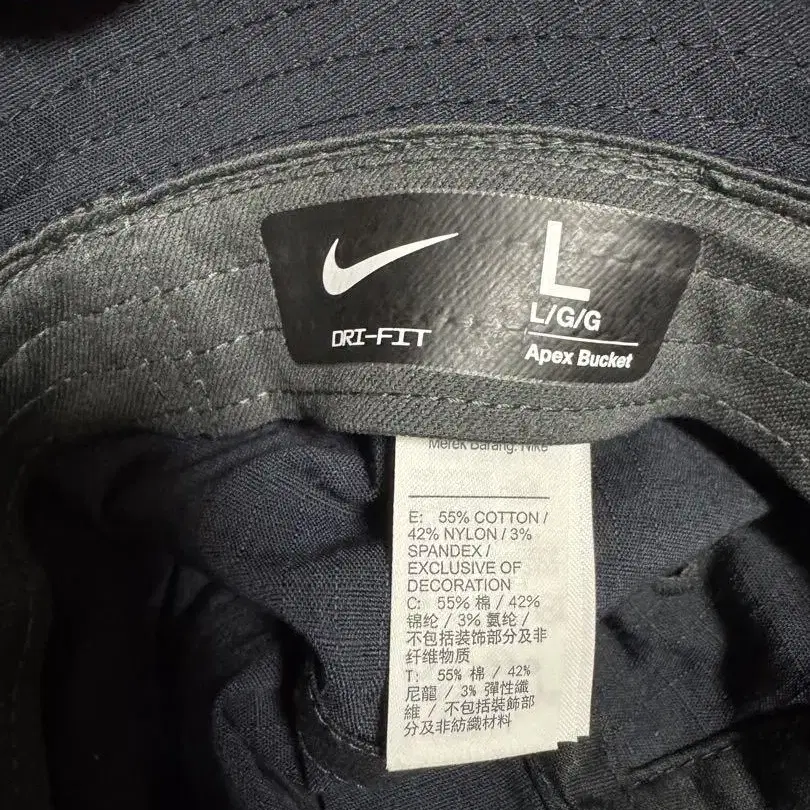 L
L/G/G
DRI-FIT
Apex Bucket
Merek Barang: Nike
E: 55% COTTON /
42% NYLON / 3%
SPANDEX /
EXCLUSIVE OF
DECORATION
C: 55% 棉 / 42%
锦纶 / 3% 氨纶 /
不包括装饰部分及非
纤维物质
T: 55% 棉 / 42%
尼龍 / 3% 彈性纖
維 / 不包括裝飾部
分及非紡織材料